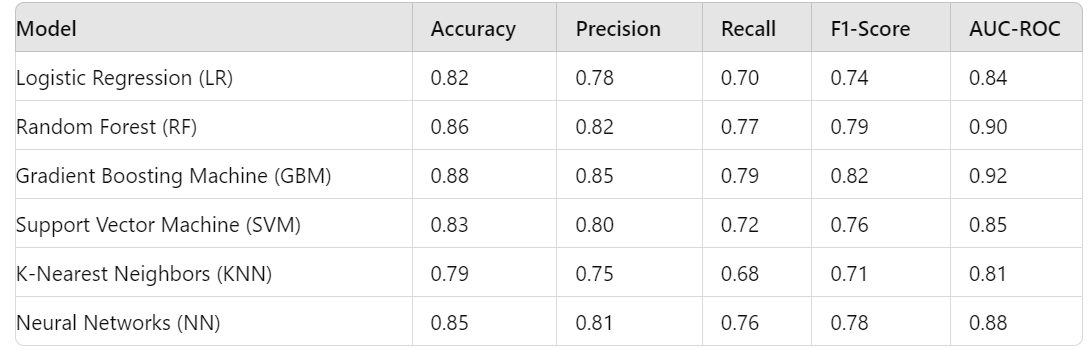 Model Accuracy Precision Recall F1-Score AUC-ROC
Logistic Regression (LR) 0.82 0.78 0.70 0.74 0.84
Random Forest (RF) 0.86 0.82 0.77 0.79 0.90
Gradient Boosting Machine (GBM) 0.88 0.85 0.79 0.82 0.92
Support Vector Machine (SVM) 0.83 0.80 0.72 0.76 0.85
K-Nearest Neighbors (KNN) 0.79 0.75 0.68 0.71 0.81
Neural Networks (NN) 0.85 0.81 0.76 0.78 0.88